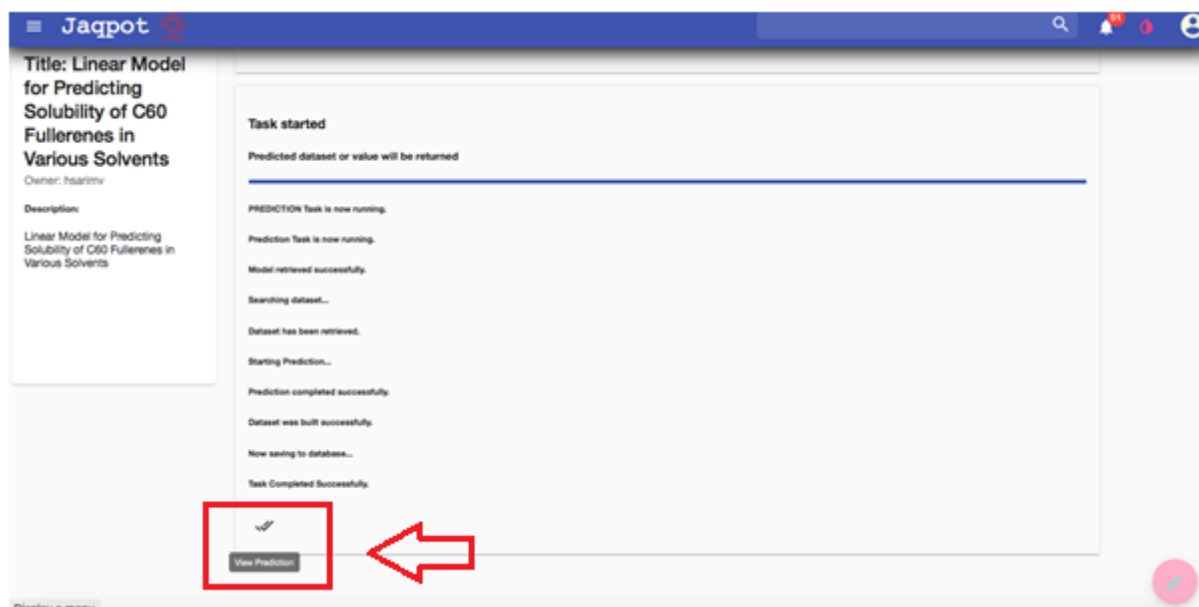 Jaqpot
51
Title: Linear Model
for Predicting
Solubility of C60
Fullerenes in
Various Solvents
Owner: hsarimv
Description:
Linear Model for Predicting
Solubility of C60 Fullerenes in
Various Solvents
Task started
Predicted dataset or value will be returned
PREDICTION Task is now running.
Prediction Task is now running.
Model retrieved successfully.
Searching dataset...
Dataset has been retrieved.
Starting Prediction...
Prediction completed successfully.
Dataset was built successfully.
Now saving to database...
Task Completed Successfully.
View Prediction
Display a menu